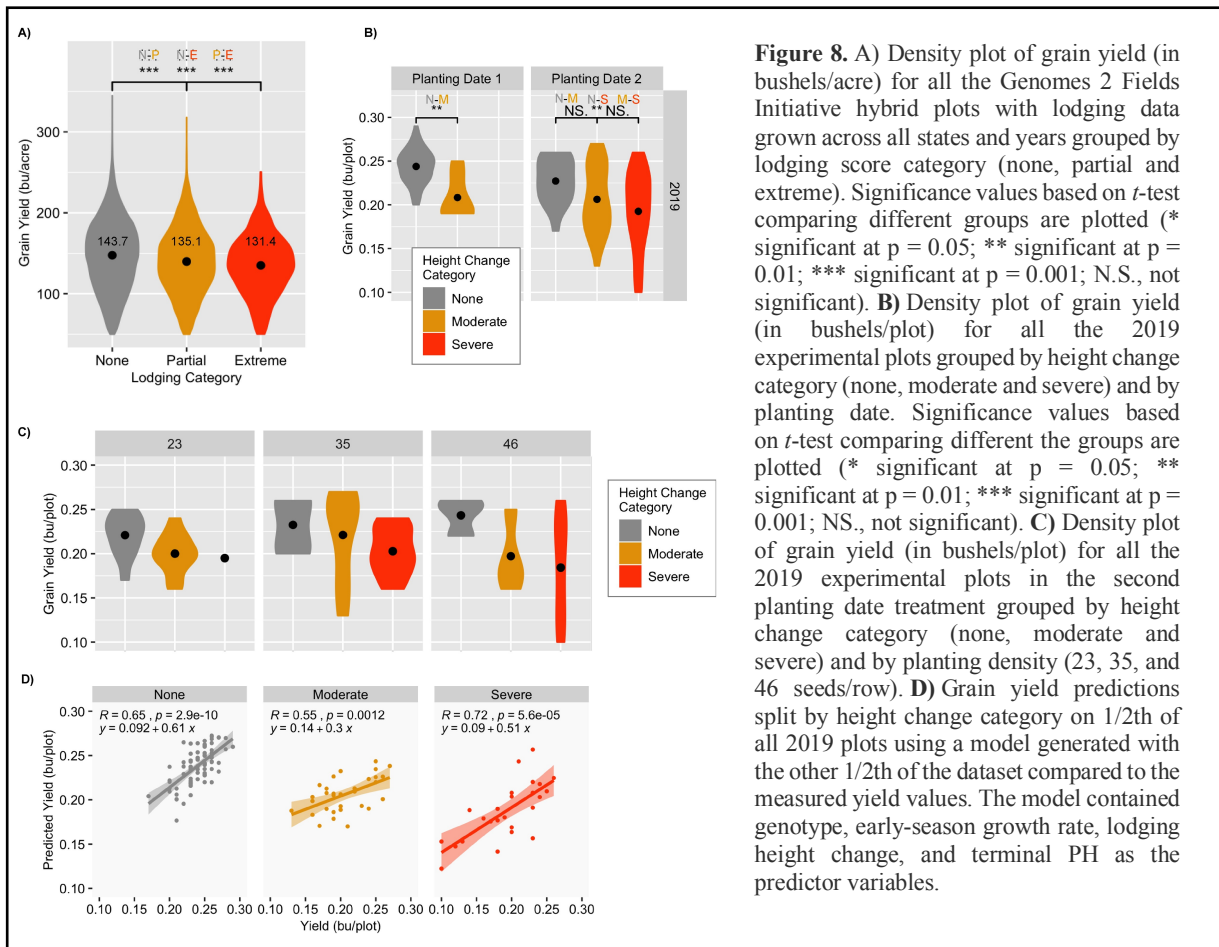 A)
N-P N-E P-E
*** *** ***
300
200
100
Grain Yield (bu/acre)
143.7
135.1
131.4
None Partial Extreme
Lodging Category
B)
Planting Date 1
Planting Date 2
N-M
**
N-M N-S M-S
NS. ** NS.
0.30
0.25
0.20
0.15
0.10
Grain Yield (bu/plot)
2019
Height Change
Category
None
Moderate
Severe
C)
23
35
46
0.30
0.25
0.20
0.15
0.10
Grain Yield (bu/plot)
Height Change
Category
None
Moderate
Severe
D)
None
Moderate
Severe
R = 0.65 , p = 2.9e-10
y = 0.092 + 0.61 x
R = 0.55 , p = 0.0012
y = 0.14 + 0.3 x
R = 0.72 , p = 5.6e-05
y = 0.09 + 0.51 x
0.30
0.25
0.20
0.15
0.10
Predicted Yield (bu/plot)
0.10 0.15 0.20 0.25 0.30
0.10 0.15 0.20 0.25 0.30
0.10 0.15 0.20 0.25 0.30
Yield (bu/plot)
Figure 8. A) Density plot of grain yield (in
bushels/acre) for all the Genomes 2 Fields
Initiative hybrid plots with lodging data
grown across all states and years grouped by
lodging score category (none, partial and
extreme). Significance values based on t-test
comparing different groups are plotted (*
significant at p = 0.05; ** significant at p =
0.01; *** significant at p = 0.001; N.S., not
significant). B) Density plot of grain yield
(in bushels/plot) for all the 2019
experimental plots grouped by height change
category (none, moderate and severe) and by
planting date. Significance values based
on t-test comparing different the groups are
plotted (* significant at p = 0.05; **
significant at p = 0.01; *** significant at p =
0.001; NS., not significant). C) Density plot
of grain yield (in bushels/plot) for all the
2019 experimental plots in the second
planting date treatment grouped by height
change category (none, moderate and
severe) and by planting density (23, 35, and
46 seeds/row). D) Grain yield predictions
split by height change category on 1/2th of
all 2019 plots using a model generated with
the other 1/2th of the dataset compared to the
measured yield values. The model contained
genotype, early-season growth rate, lodging
height change, and terminal PH as the
predictor variables.